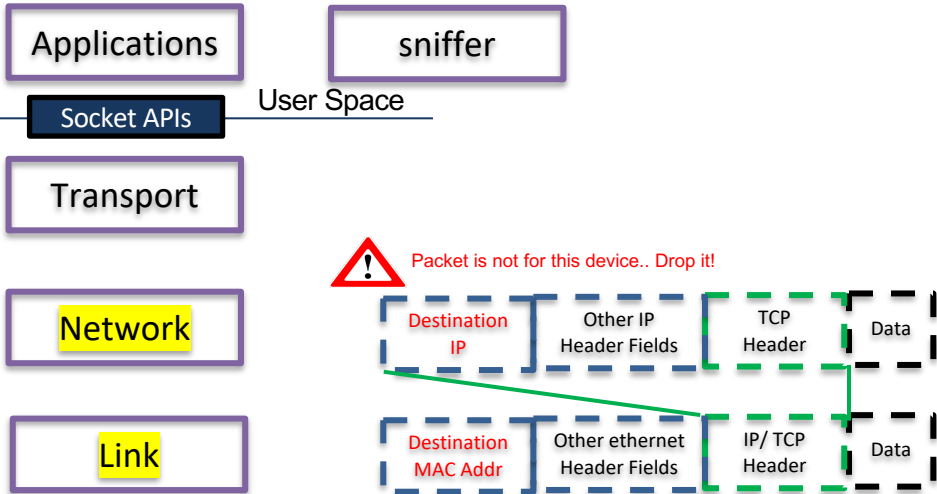 Applications
sniffer
User Space
Socket APIs
Transport
!
Packet is not for this device.. Drop it!
Network
Destination
IP
Other IP
Header Fields
TCP
Header
Data
Link
Destination
MAC Addr
Other ethernet
Header Fields
IP/ TCP
Header
Data